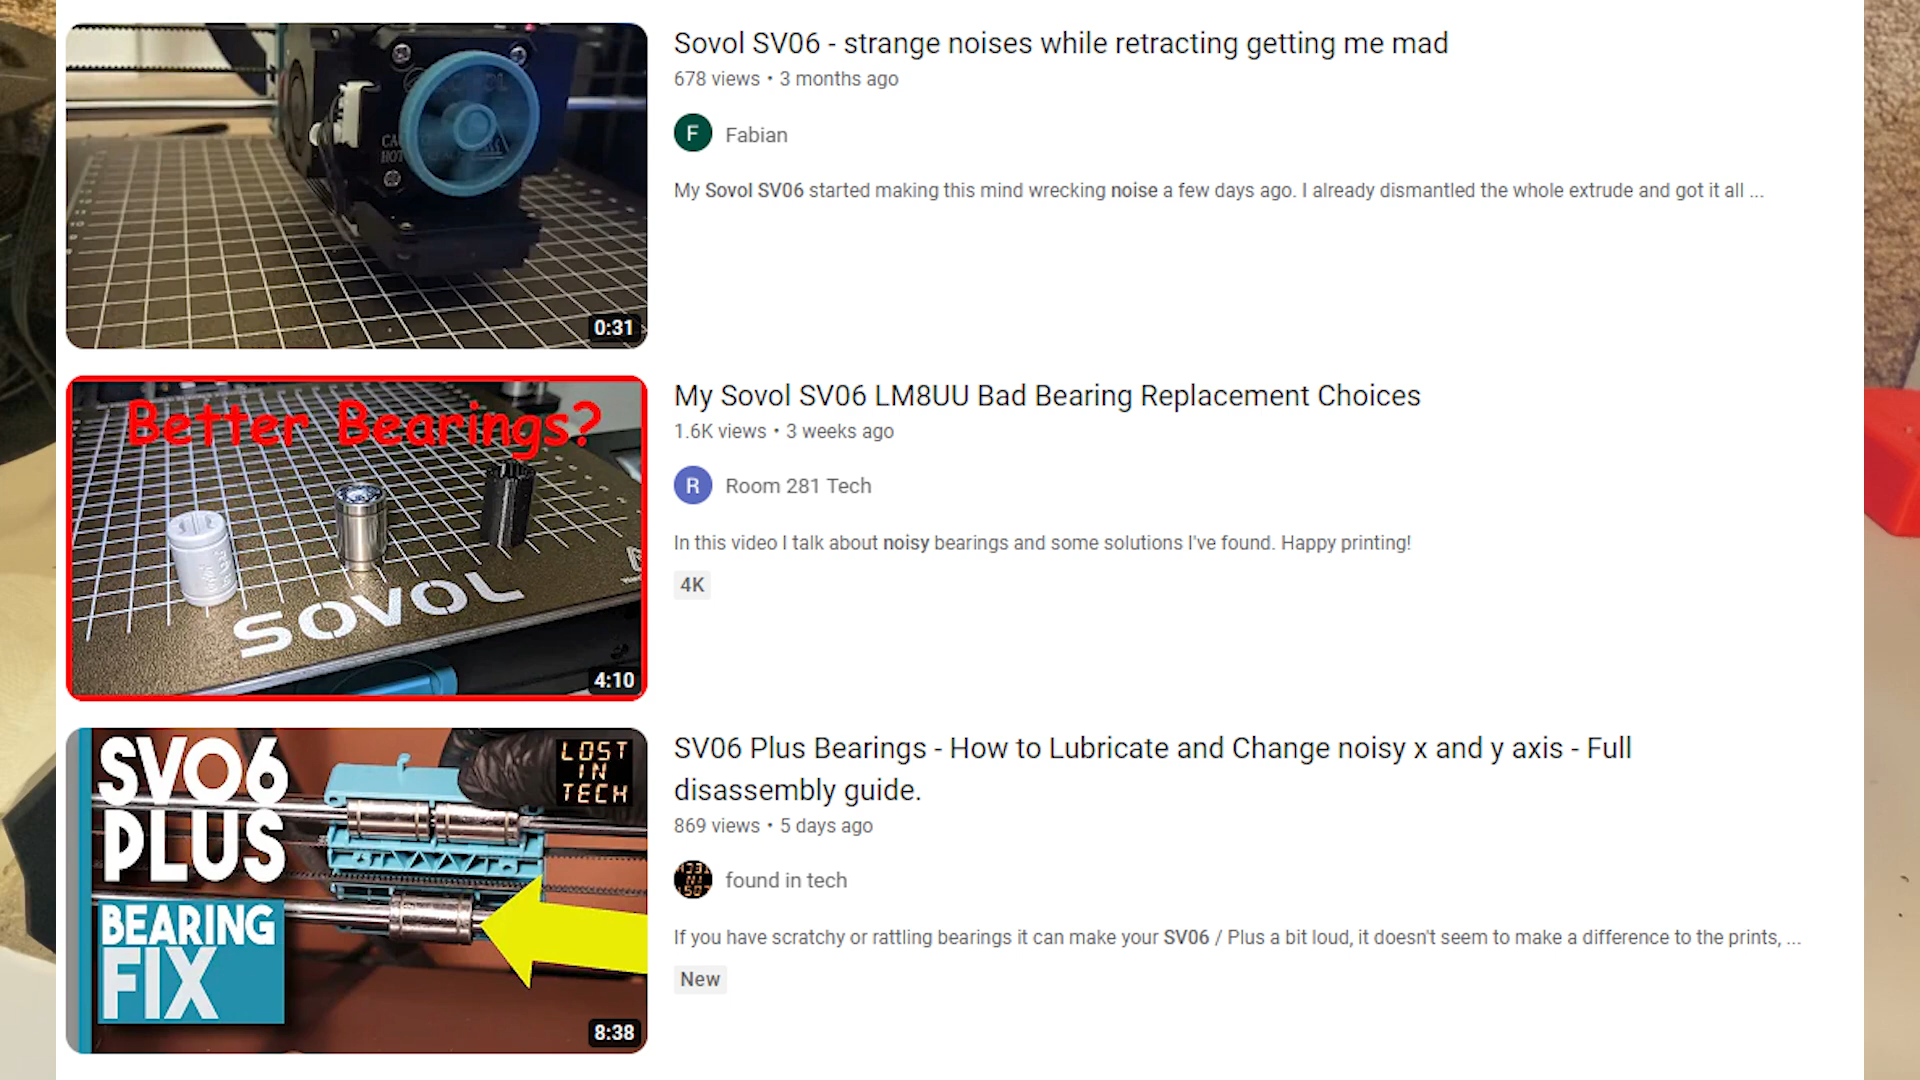 Sovol SV06 - strange noises while retracting getting me mad
678 views • 3 months ago
F
Fabian
My Sovol SV06 started making this mind wrecking noise a few days ago. I already dismantled the whole extrude and got it all ...
0:31
Better Bearings?
SOVOL
4:10
My Sovol SV06 LM8UU Bad Bearing Replacement Choices
1.6K views • 3 weeks ago
R
Room 281 Tech
In this video I talk about noisy bearings and some solutions I've found. Happy printing!
4K
SV06
PLUS
BEARING
FIX
LOST
IN
TECH
8:38
SV06 Plus Bearings - How to Lubricate and Change noisy x and y axis - Full
disassembly guide.
869 views • 5 days ago
found in tech
If you have scratchy or rattling bearings it can make your SV06 / Plus a bit loud, it doesn't seem to make a difference to the prints, ...
New